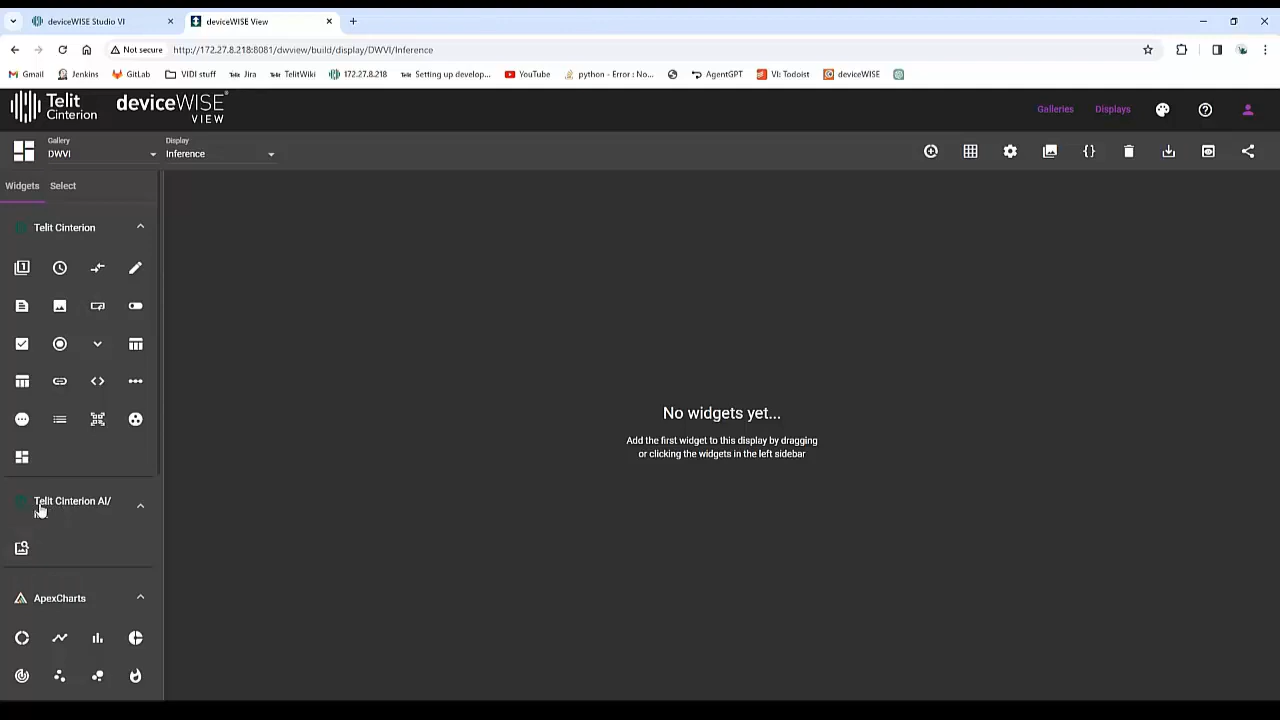 deviceWISE Studio VI
deviceWISE View
Not secure
http://172.27.8.218:8081/dwview/build/display/DWVI/Inference
Gmail
Jenkins
GitLab
VIDI stuff
Telit Jira
Telit TelitWiki
172.27.8.218
Telit Setting up develop...
YouTube
python - Error : No...
AgentGPT
VI: Todoist
deviceWISE
Telit
Cinterion
deviceWISE®
VIEW
Galleries
Displays
Gallery
DWVI
Display
Inference
Widgets
Select
Telit Cinterion
Telit Cinterion AI/
ApexCharts
No widgets yet...
Add the first widget to this display by dragging
or clicking the widgets in the left sidebar